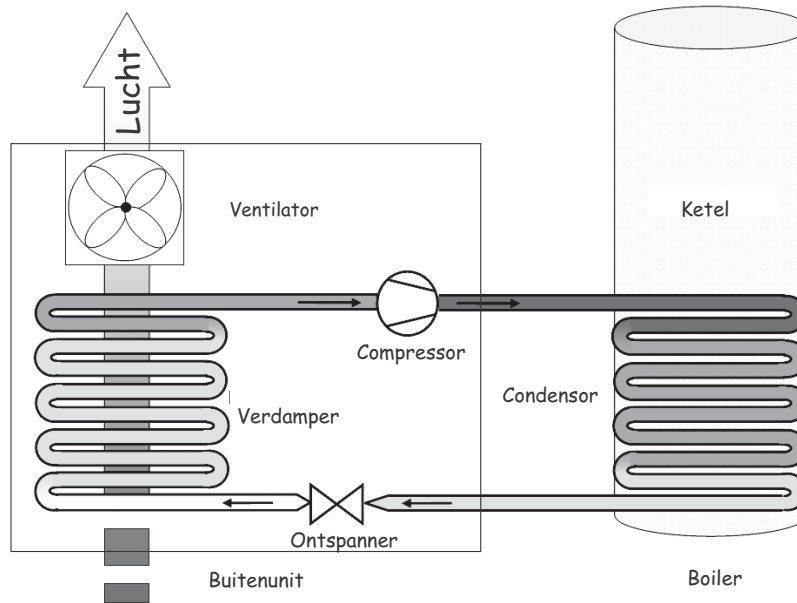 Lucht
Ventilator
Ketel
Compressor
Condensor
Verdamper
Ontspanner
Buitenunit
Boiler